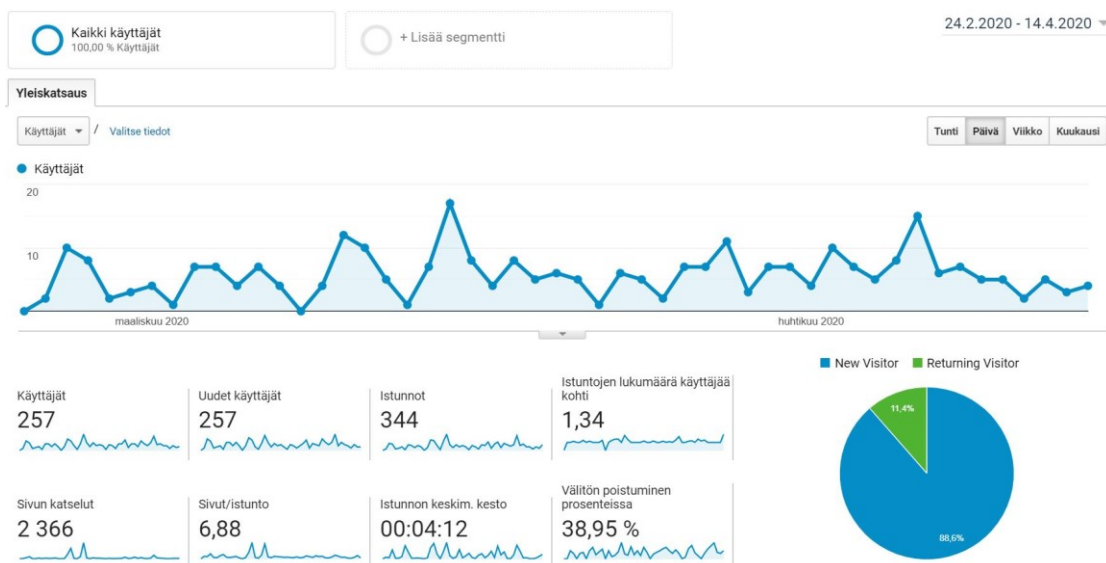 Kaikki käyttäjät
100,00 % Käyttäjät
+ Lisää segmentti
24.2.2020 - 14.4.2020
Yleiskatsaus
Käyttäjät / Valitse tiedot
Tunti Päivä Viikko Kuukausi
Käyttäjät
20
10
maaliskuu 2020 huhtikuu 2020
New Visitor Returning Visitor
Käyttäjät
257
Uudet käyttäjät
257
Istunnot
344
Istuntojen lukumäärä käyttäjää
kohti
1,34
Sivun katselut
2 366
Sivut/istunto
6,88
Istunnon keskim. kesto
00:04:12
Välitön poistuminen
prosenteissa
38,95 %
11,4%
88,6%